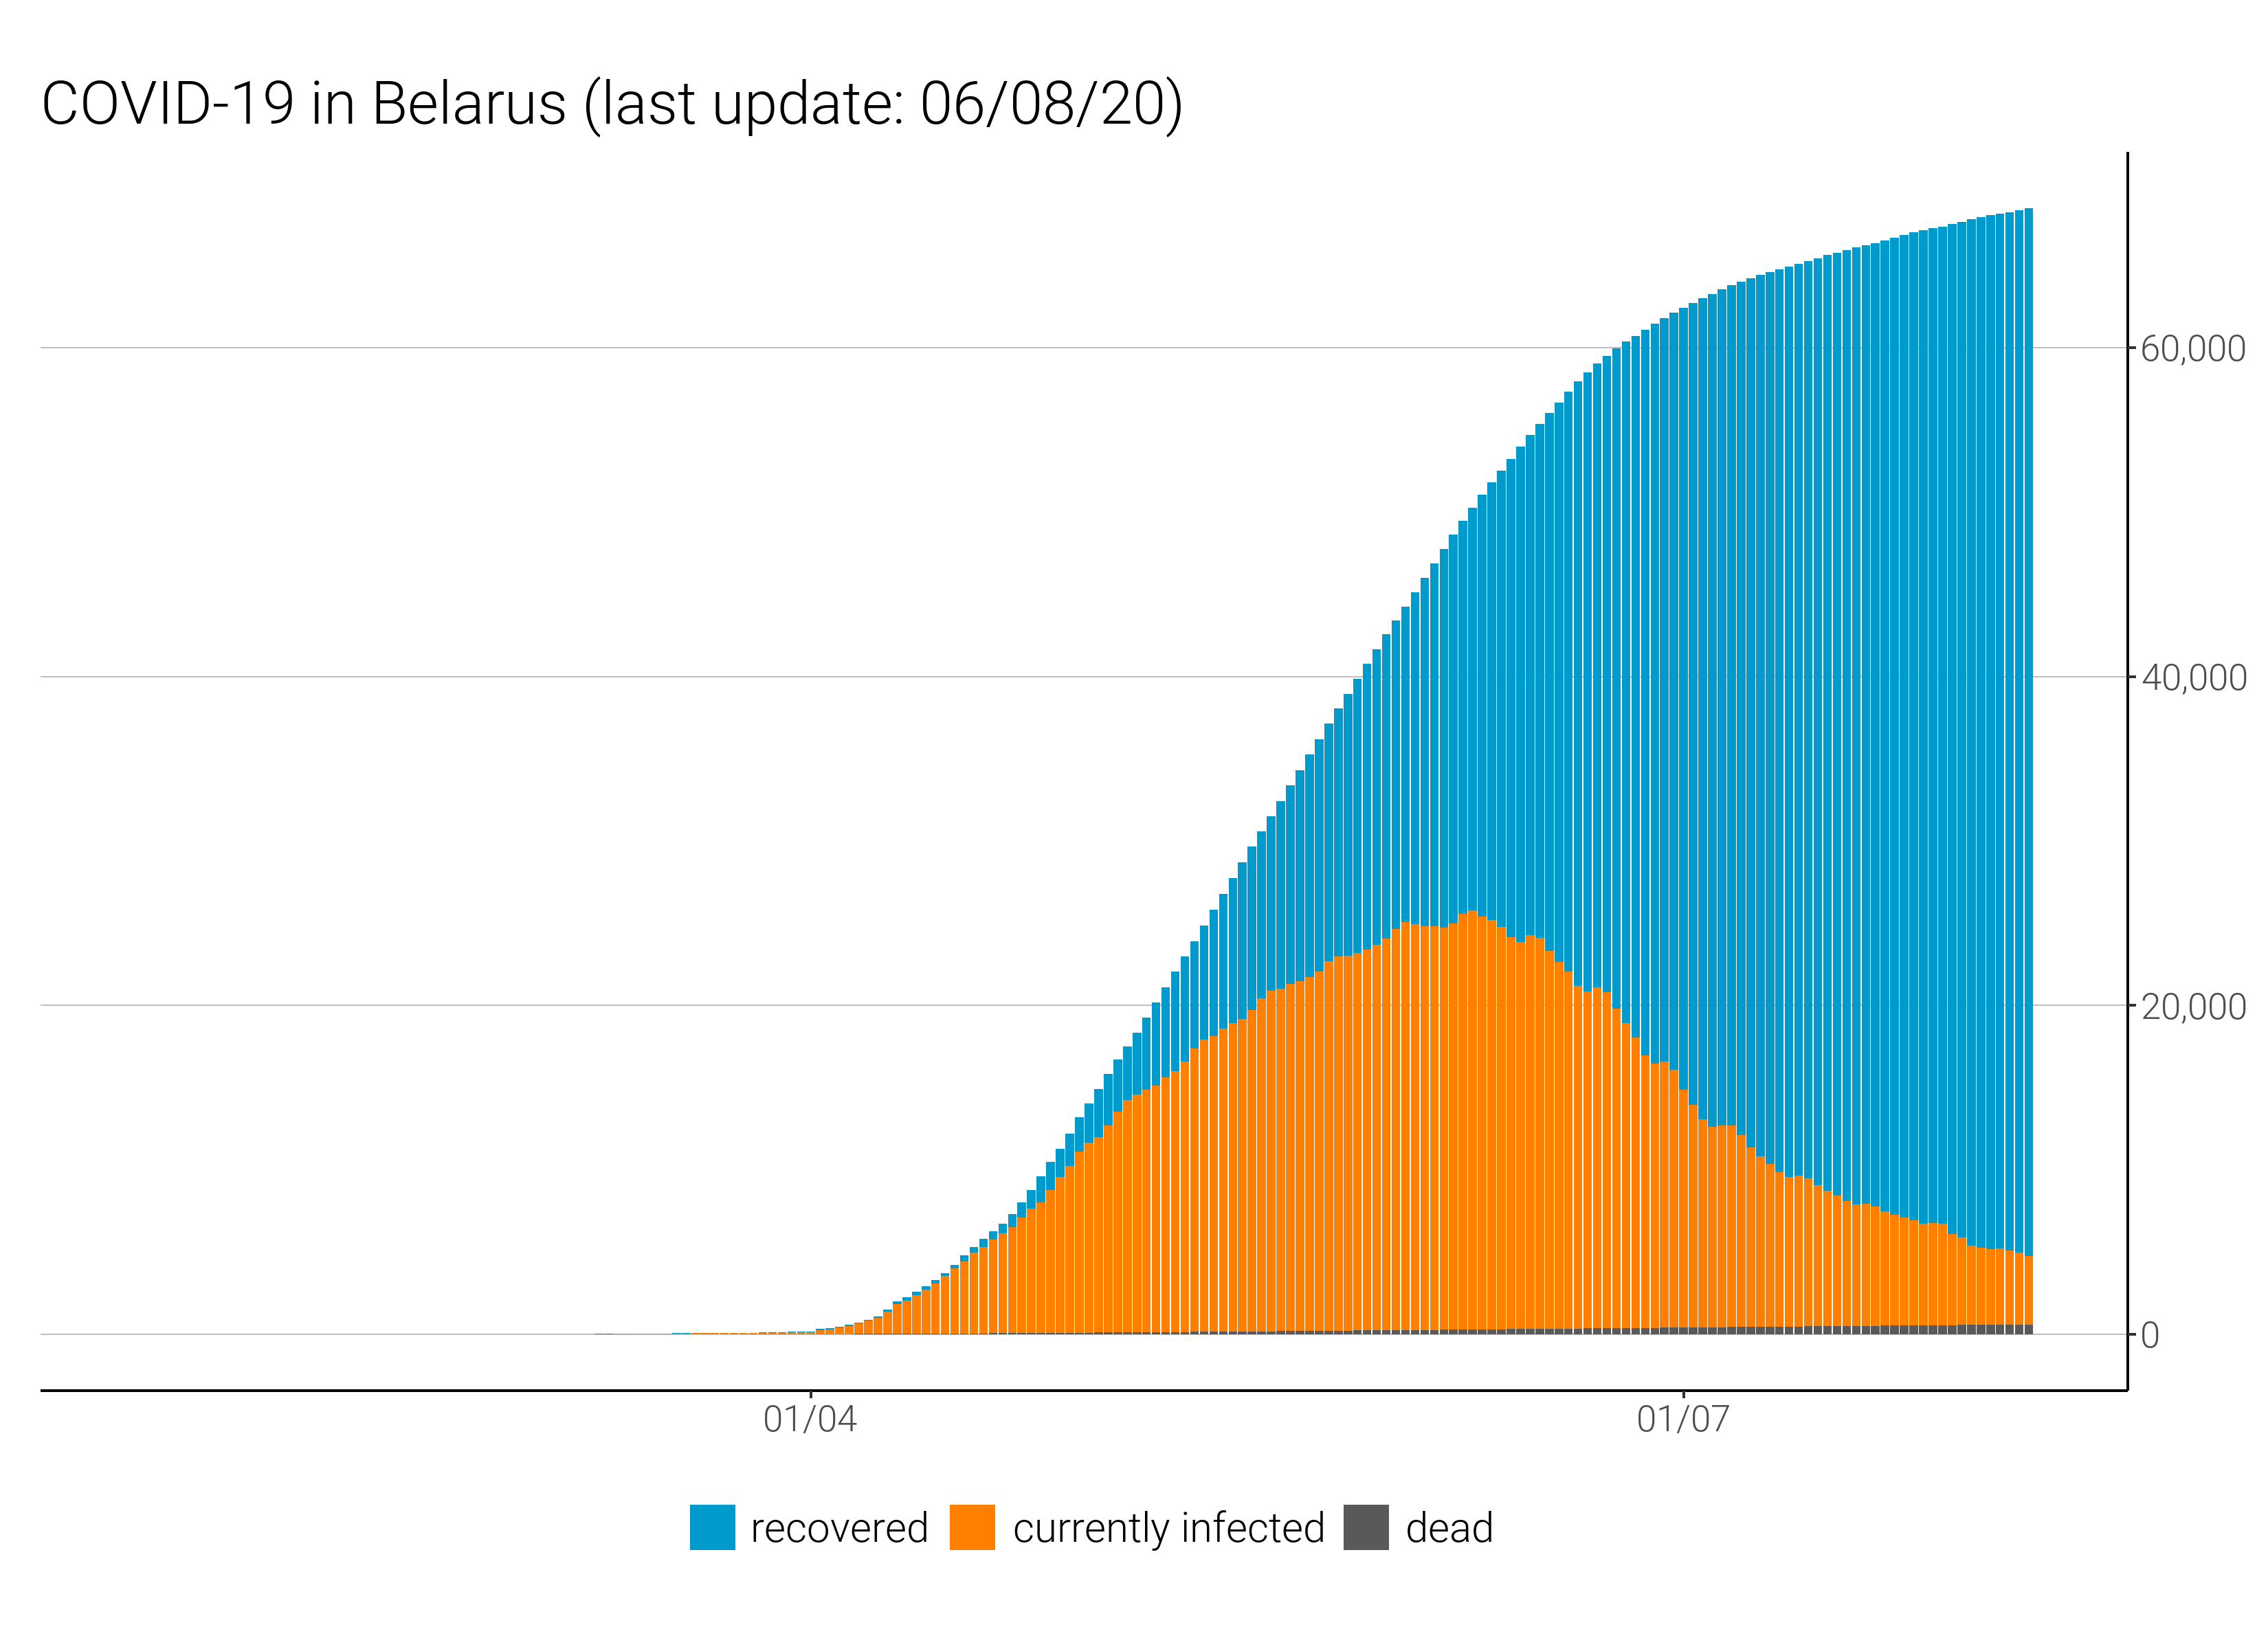 COVID-19 in Belarus (last update: 06/08/20)
60,000
40,000
20,000
0
01/04 01/07
recovered currently infected dead